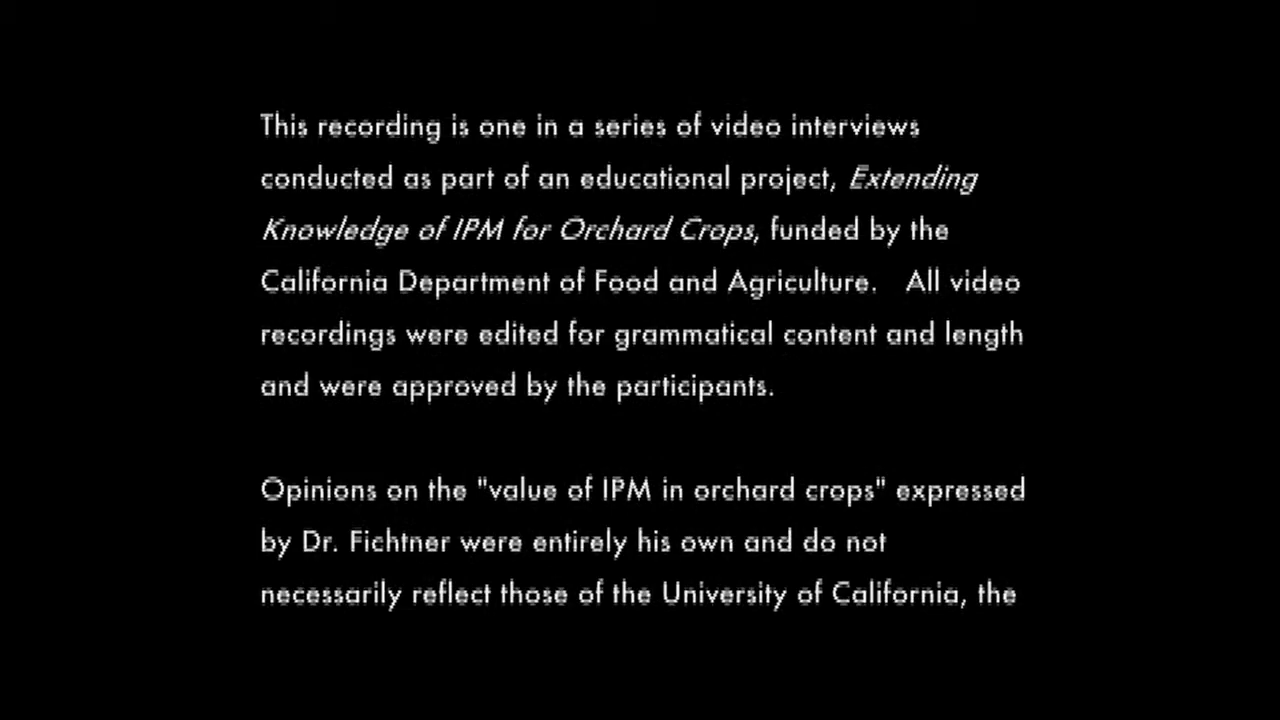 This recording is one in a series of video interviews
conducted as part of an educational project, Extending
Knowledge of IPM for Orchard Crops, funded by the
California Department of Food and Agriculture.   All video
recordings were edited for grammatical content and length
and were approved by the participants.
Opinions on the "value of IPM in orchard crops" expressed
by Dr. Fichtner were entirely his own and do not
necessarily reflect those of the University of California, the